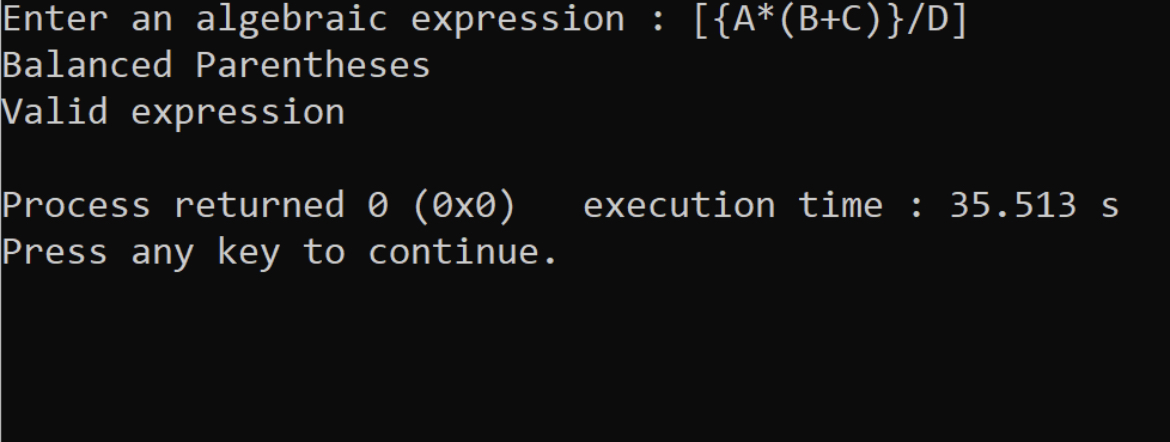 Enter an algebraic expression : [{A*(B+C)}/D]
Balanced Parentheses
Valid expression
Process returned 0 (0x0)   execution time : 35.513 s
Press any key to continue.